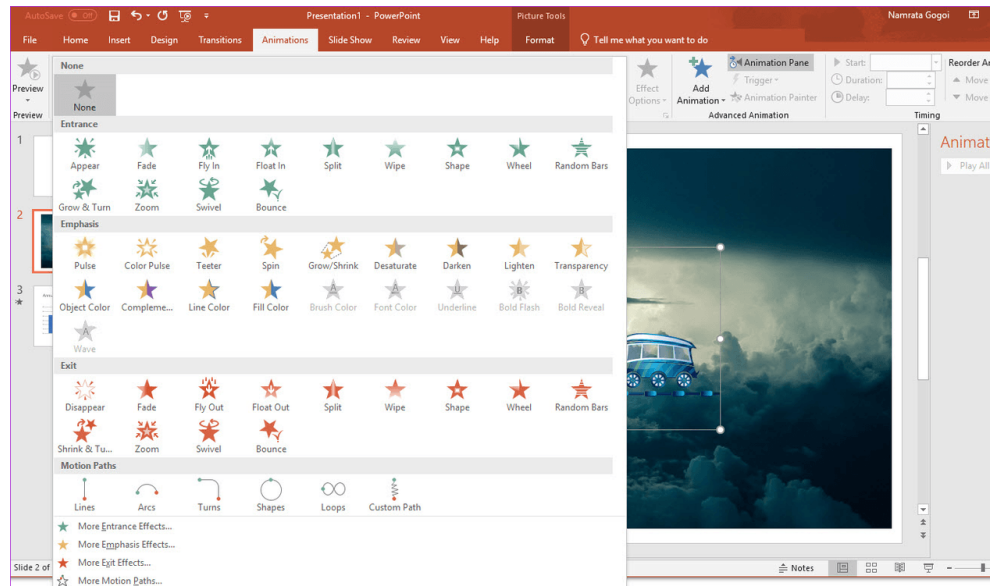 AutoSave Off Presentation1 - PowerPoint Picture Tools Namrata Gogoi
File Home Insert Design Transitions Animations Slide Show Review View Help Format Tell me what you want to do
Preview
Preview
None
None
Entrance
Appear Fade Fly In Float In Split Wipe Shape Wheel Random Bars
Grow & Turn Zoom Swivel Bounce
Emphasis
Pulse Color Pulse Teeter Spin Grow/Shrink Desaturate Darken Lighten Transparency
Object Color Compleme... Line Color Fill Color Brush Color Font Color Underline Bold Flash Bold Reveal
Wave
Exit
Disappear Fade Fly Out Float Out Split Wipe Shape Wheel Random Bars
Shrink & Tu... Zoom Swivel Bounce
Motion Paths
Lines Arcs Turns Shapes Loops Custom Path
More Entrance Effects...
More Emphasis Effects...
More Exit Effects...
More Motion Paths...
Effect
Options
Add
Animation
Animation Pane
Trigger
Animation Painter
Advanced Animation
Start:
Duration:
Delay:
Timing
Reorder An
Move
Move
Animat
Play All
1
2
3
Slide 2 of
Notes